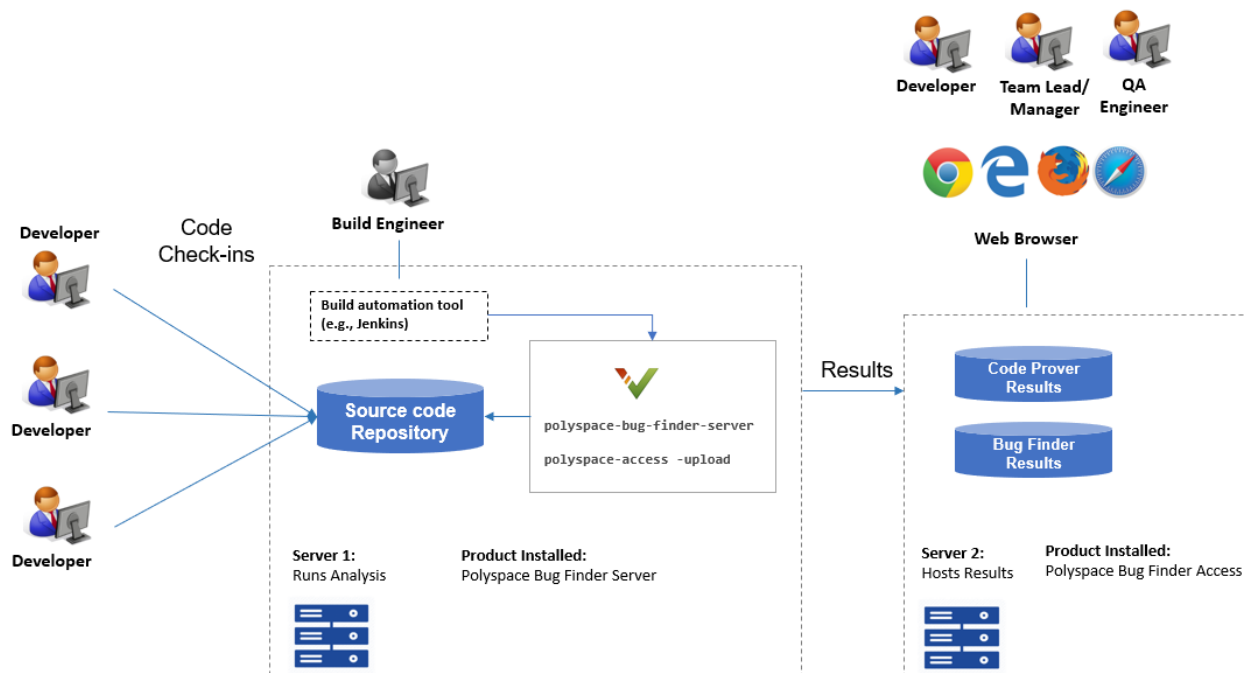 Developer
Team Lead/
Manager
QA
Engineer
Web Browser
Build Engineer
Code
Check-ins
Developer
Developer
Developer
Build automation tool
(e.g., Jenkins)
Source code
Repository
polyspace-bug-finder-server
polyspace-access -upload
Results
Code Prover
Results
Bug Finder
Results
Server 1:
Runs Analysis
Product Installed:
Polyspace Bug Finder Server
Server 2:
Hosts Results
Product Installed:
Polyspace Bug Finder Access